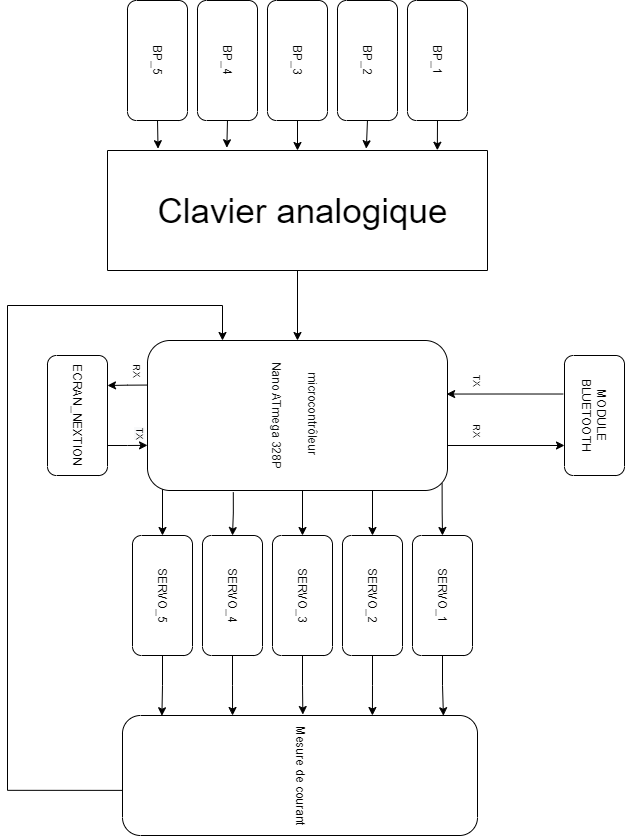 BP_5
BP_4
BP_3
BP_2
BP_1
Clavier analogique
ECRAN_NEXTION
RX
TX
microcontrôleur
Nano ATmega 328P
TX
RX
MODULE
BLUETOOTH
SERVO_5
SERVO_4
SERVO_3
SERVO_2
SERVO_1
Mesure de courant